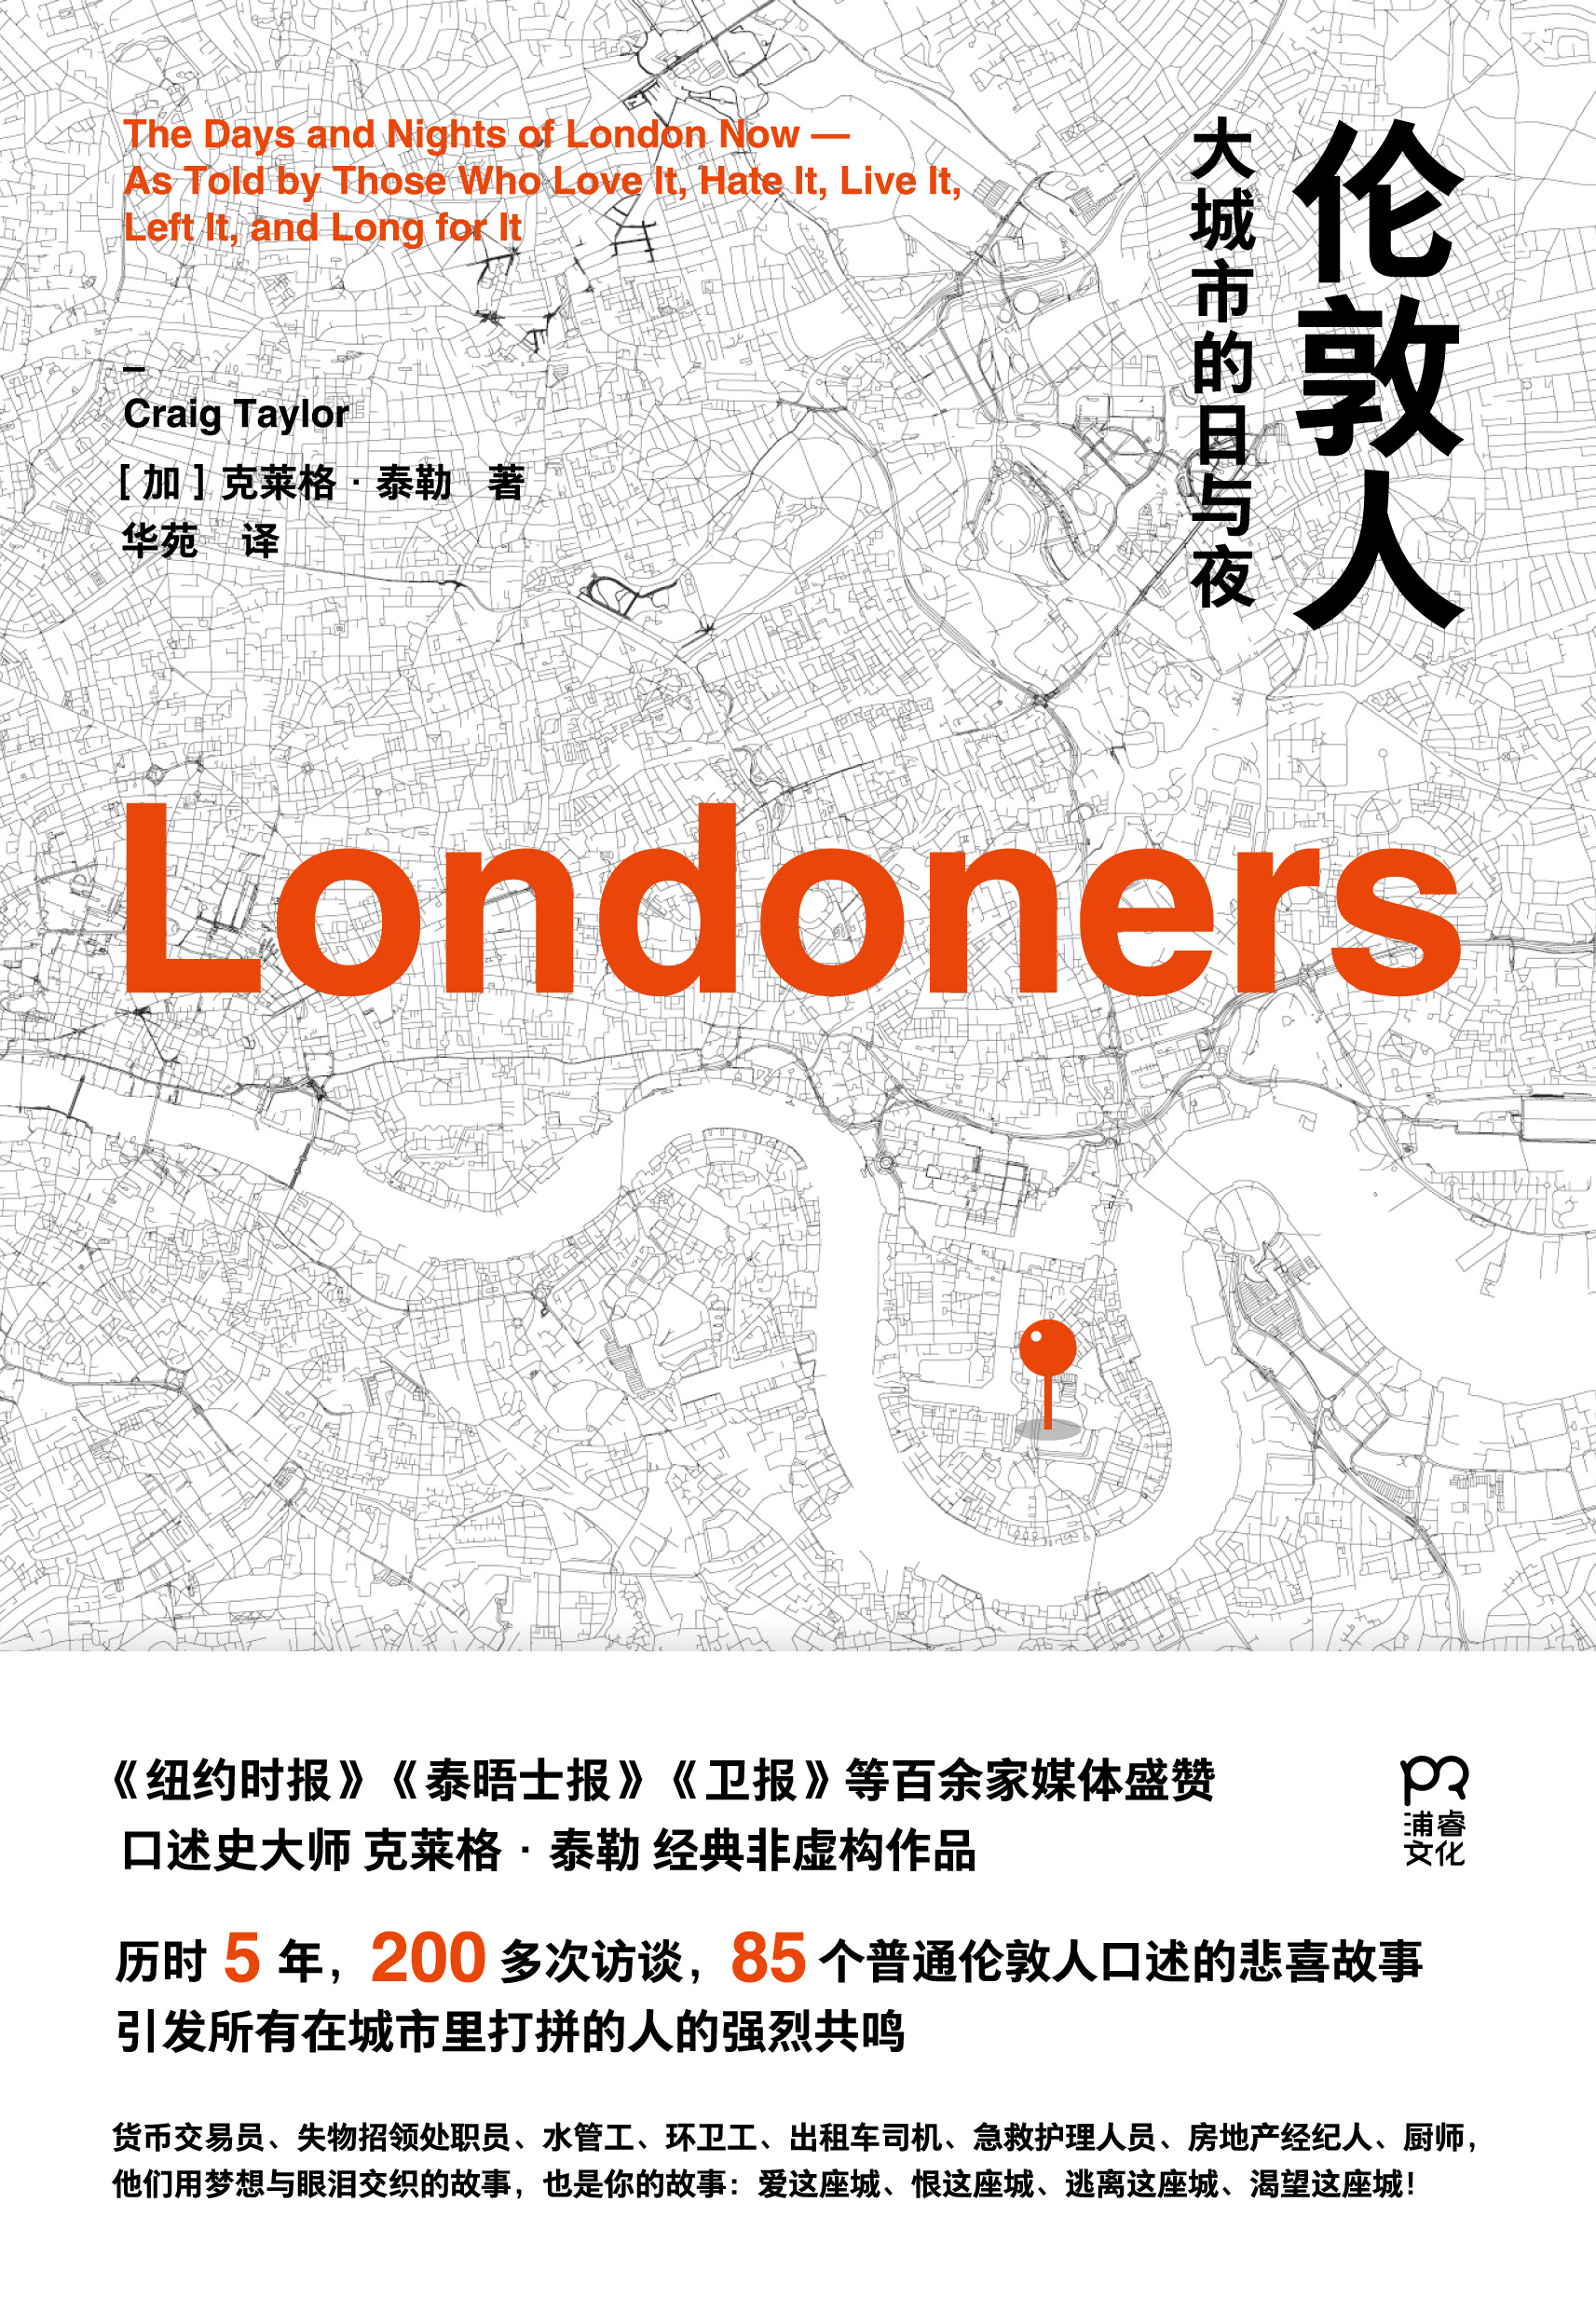 The Days and Nights of London Now —
As Told by Those Who Love It, Hate It, Live It,
Left It, and Long for It
伦敦人
大城市的日与夜
Craig Taylor
[加] 克莱格·泰勒 著
华苑 译
Londoners
《纽约时报》《泰晤士报》《卫报》等百余家媒体盛赞
口述史大师 克莱格·泰勒 经典非虚构作品
浦睿
文化
历时 5 年，200 多次访谈，85 个普通伦敦人口述的悲喜故事
引发所有在城市里打拼的人的强烈共鸣
货币交易员、失物招领处职员、水管工、环卫工、出租车司机、急救护理人员、房地产经纪人、厨师，
他们用梦想与眼泪交织的故事，也是你的故事：爱这座城、恨这座城、逃离这座城、渴望这座城！